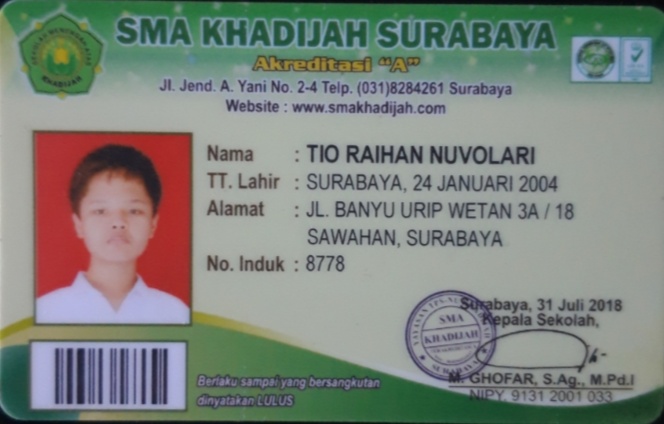 SMA KHADIJAH SURABAYA
Akreditasi "A"
Jl. Jend. A. Yani No. 2-4 Telp. (031)8284261 Surabaya
Website : www.smakhadijah.com
KHADIJAH
Nama : TIO RAIHAN NUVOLARI
TT. Lahir : SURABAYA, 24 JANUARI 2004
Alamat : JL. BANYU URIP WETAN 3A / 18
SAWAHAN, SURABAYA
No. Induk : 8778
Surabaya, 31 Juli 2018
Kepala Sekolah,
SMA
KHADIJAH
SURABAYA
M. GHOFAR, S.Ag., M.Pd.I
NIPY. 9131 2001 033
Berlaku sampai yang bersangkutan
dinyatakan LULUS